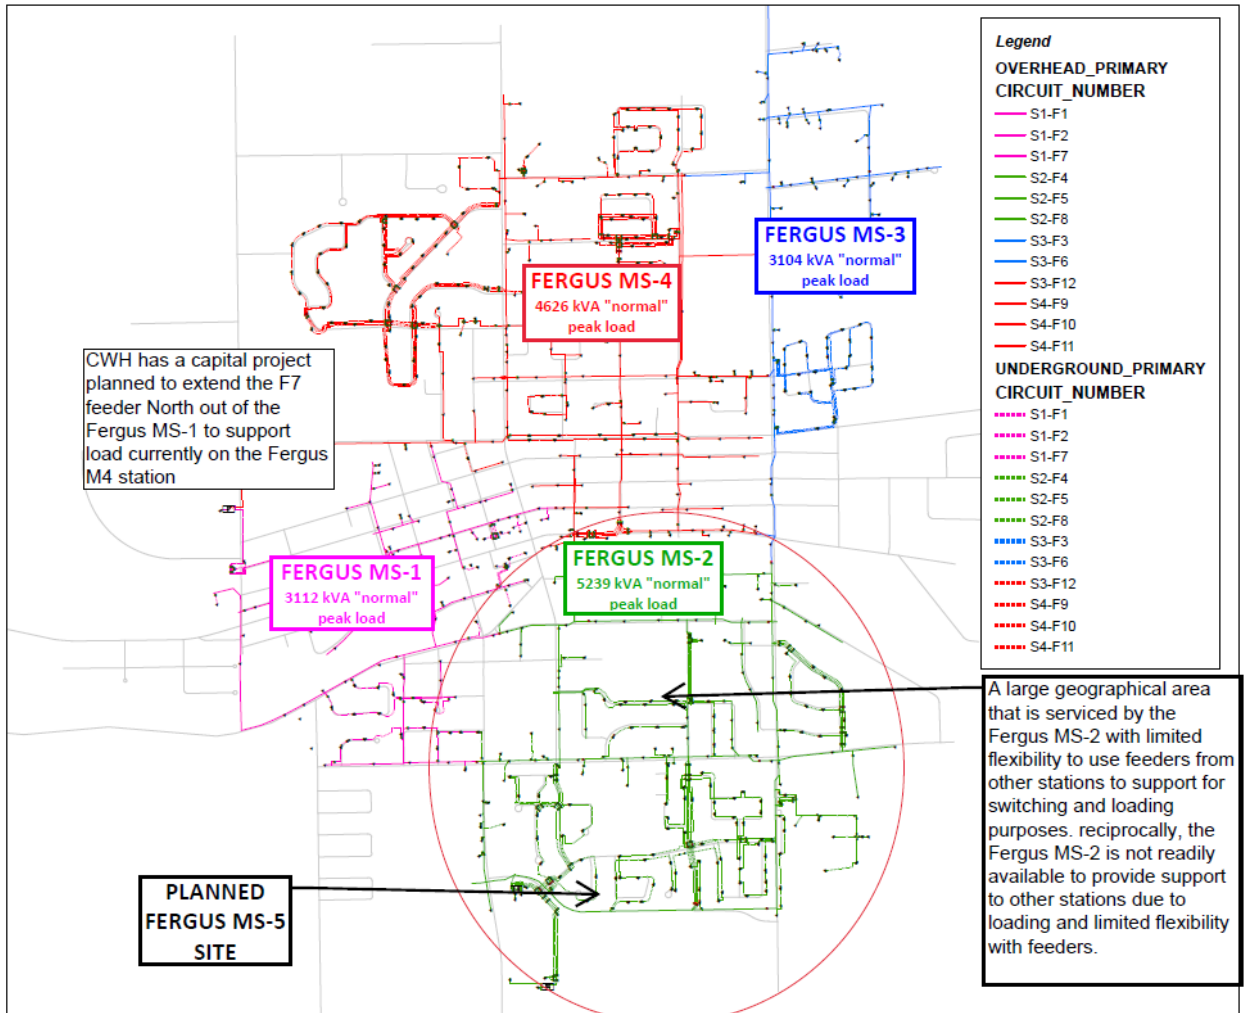 Legend
OVERHEAD_PRIMARY
CIRCUIT_NUMBER
S1-F1
S1-F2
S1-F7
S2-F4
S2-F5
S2-F8
S3-F3
S3-F6
S3-F12
S4-F9
S4-F10
S4-F11
UNDERGROUND_PRIMARY
CIRCUIT_NUMBER
S1-F1
S1-F2
S1-F7
S2-F4
S2-F5
S2-F8
S3-F3
S3-F6
S3-F12
S4-F9
S4-F10
S4-F11
FERGUS MS-3
3104 kVA "normal"
peak load
FERGUS MS-4
4626 kVA "normal"
peak load
CWH has a capital project
planned to extend the F7
feeder North out of the
Fergus MS-1 to support
load currently on the Fergus
M4 station
FERGUS MS-1
3112 kVA "normal"
peak load
FERGUS MS-2
5239 kVA "normal"
peak load
A large geographical area
that is serviced by the
Fergus MS-2 with limited
flexibility to use feeders from
other stations to support for
switching and loading
purposes. reciprocally, the
Fergus MS-2 is not readily
available to provide support
to other stations due to
loading and limited flexibility
with feeders.
PLANNED
FERGUS MS-5
SITE